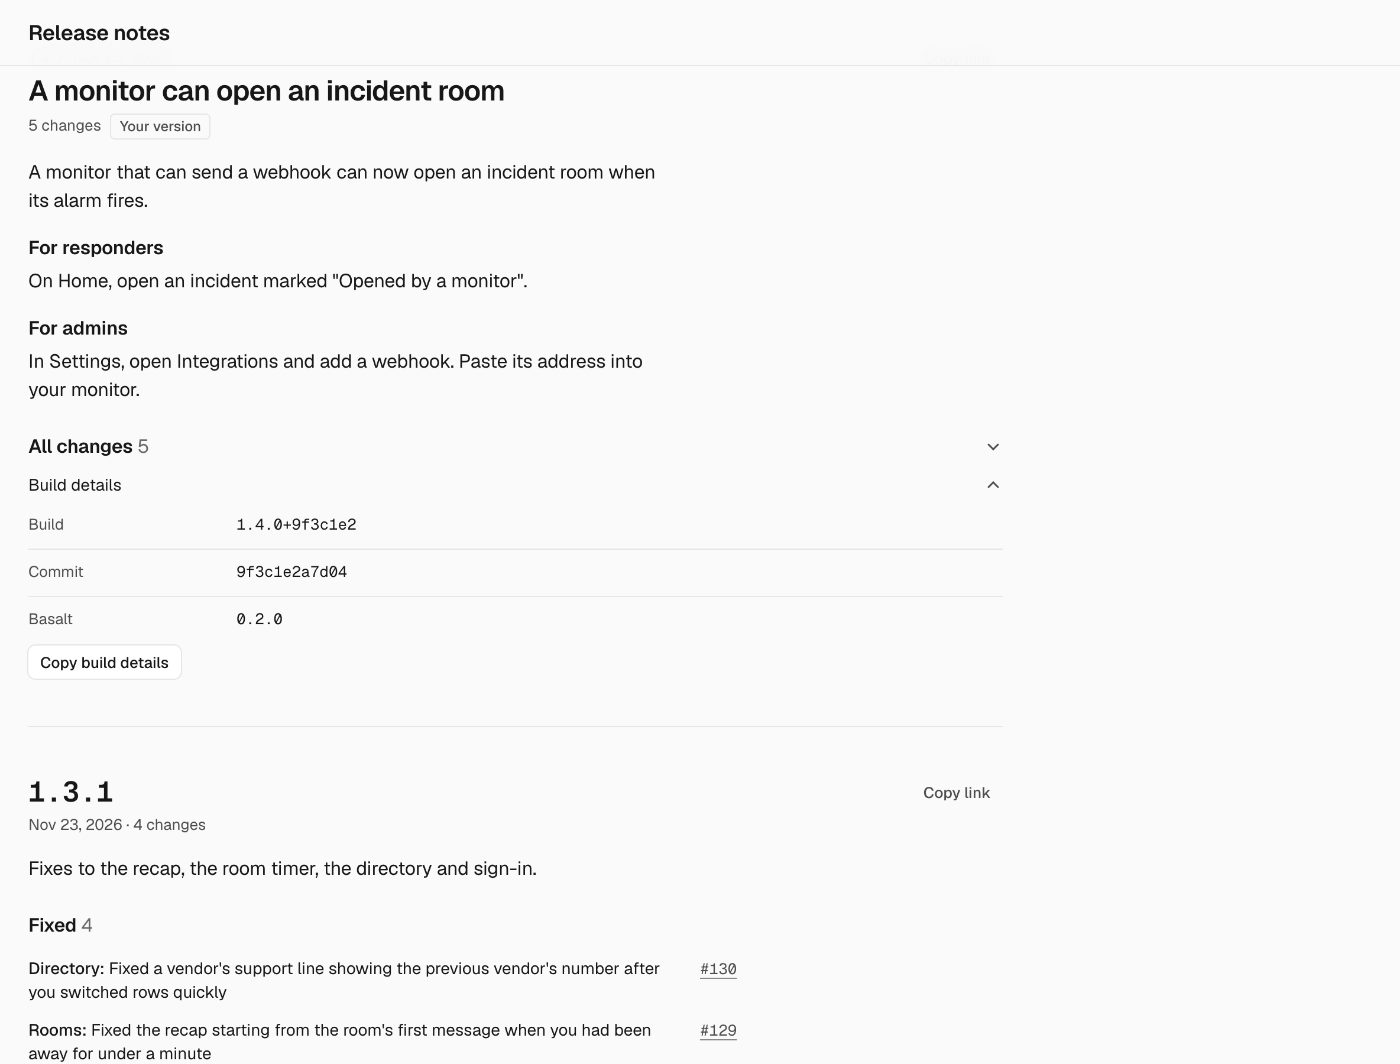 Release notes
A monitor can open an incident room
5 changes Your version
A monitor that can send a webhook can now open an incident room when
its alarm fires.
For responders
On Home, open an incident marked "Opened by a monitor".
For admins
In Settings, open Integrations and add a webhook. Paste its address into
your monitor.
All changes 5
Build details
Build 1.4.0+9f3c1e2
Commit 9f3c1e2a7d04
Basalt 0.2.0
Copy build details
1.3.1 Copy link
Nov 23, 2026 · 4 changes
Fixes to the recap, the room timer, the directory and sign-in.
Fixed 4
Directory: Fixed a vendor's support line showing the previous vendor's number after #130
you switched rows quickly
Rooms: Fixed the recap starting from the room's first message when you had been #129
away for under a minute